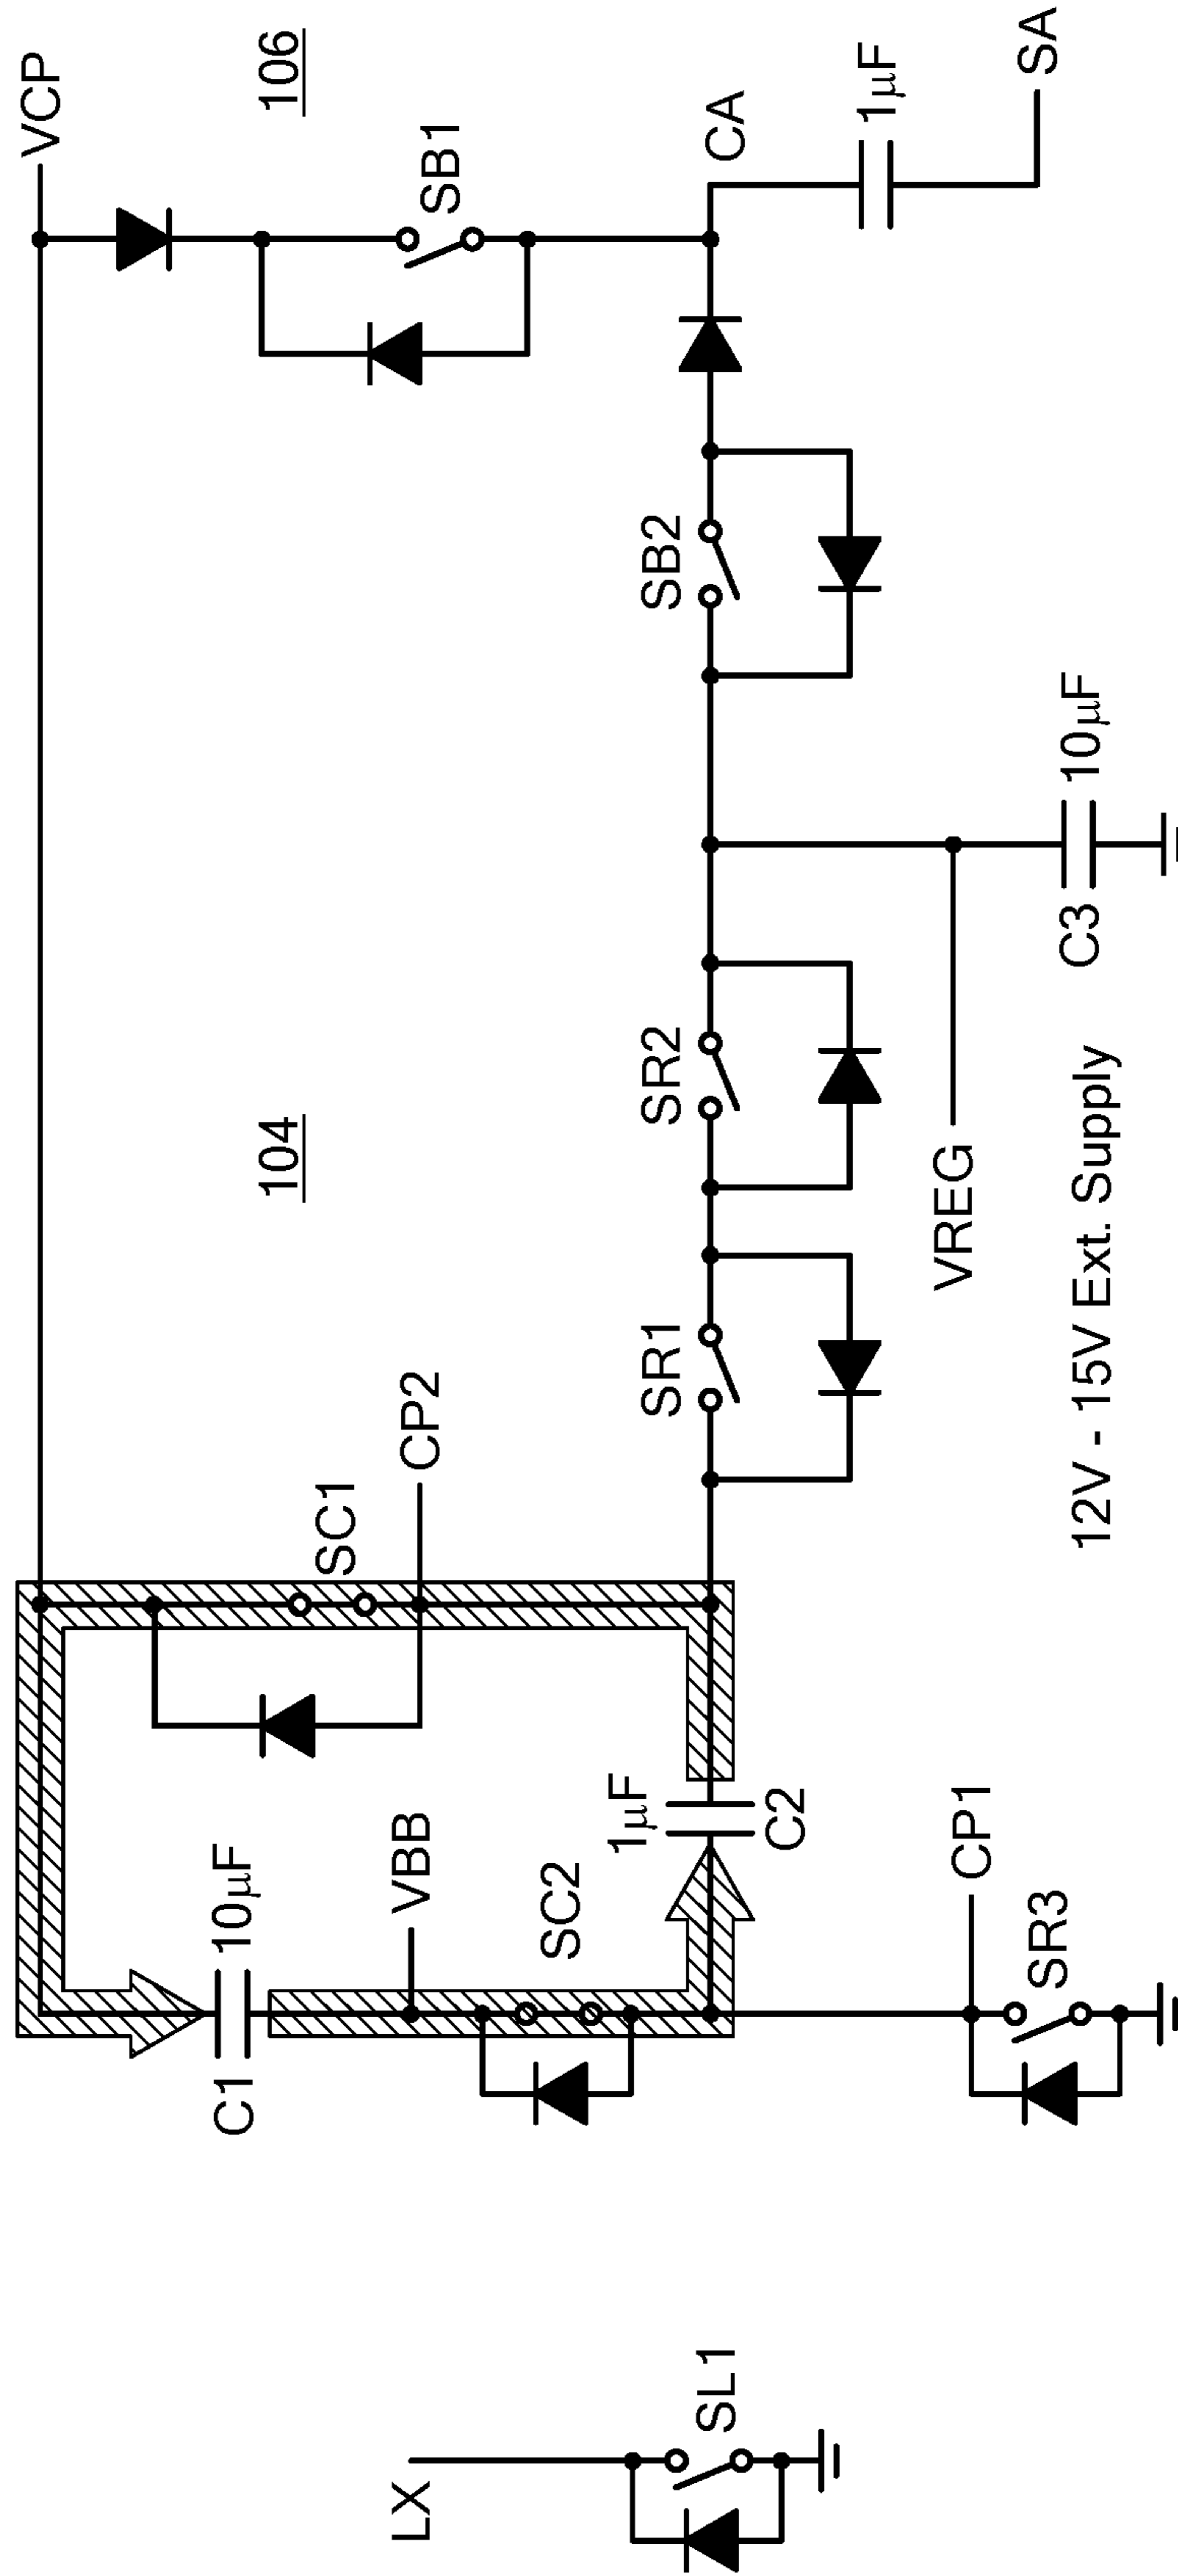 VCP
106
SB1
CA
1μF
SA
SB2
10μF
C3
104
SR2
VREG
12V - 15V Ext. Supply
SR1
CP2
SC1
C1
10μF
VBB
SC2
1μF
C2
CP1
SR3
LX
SL1